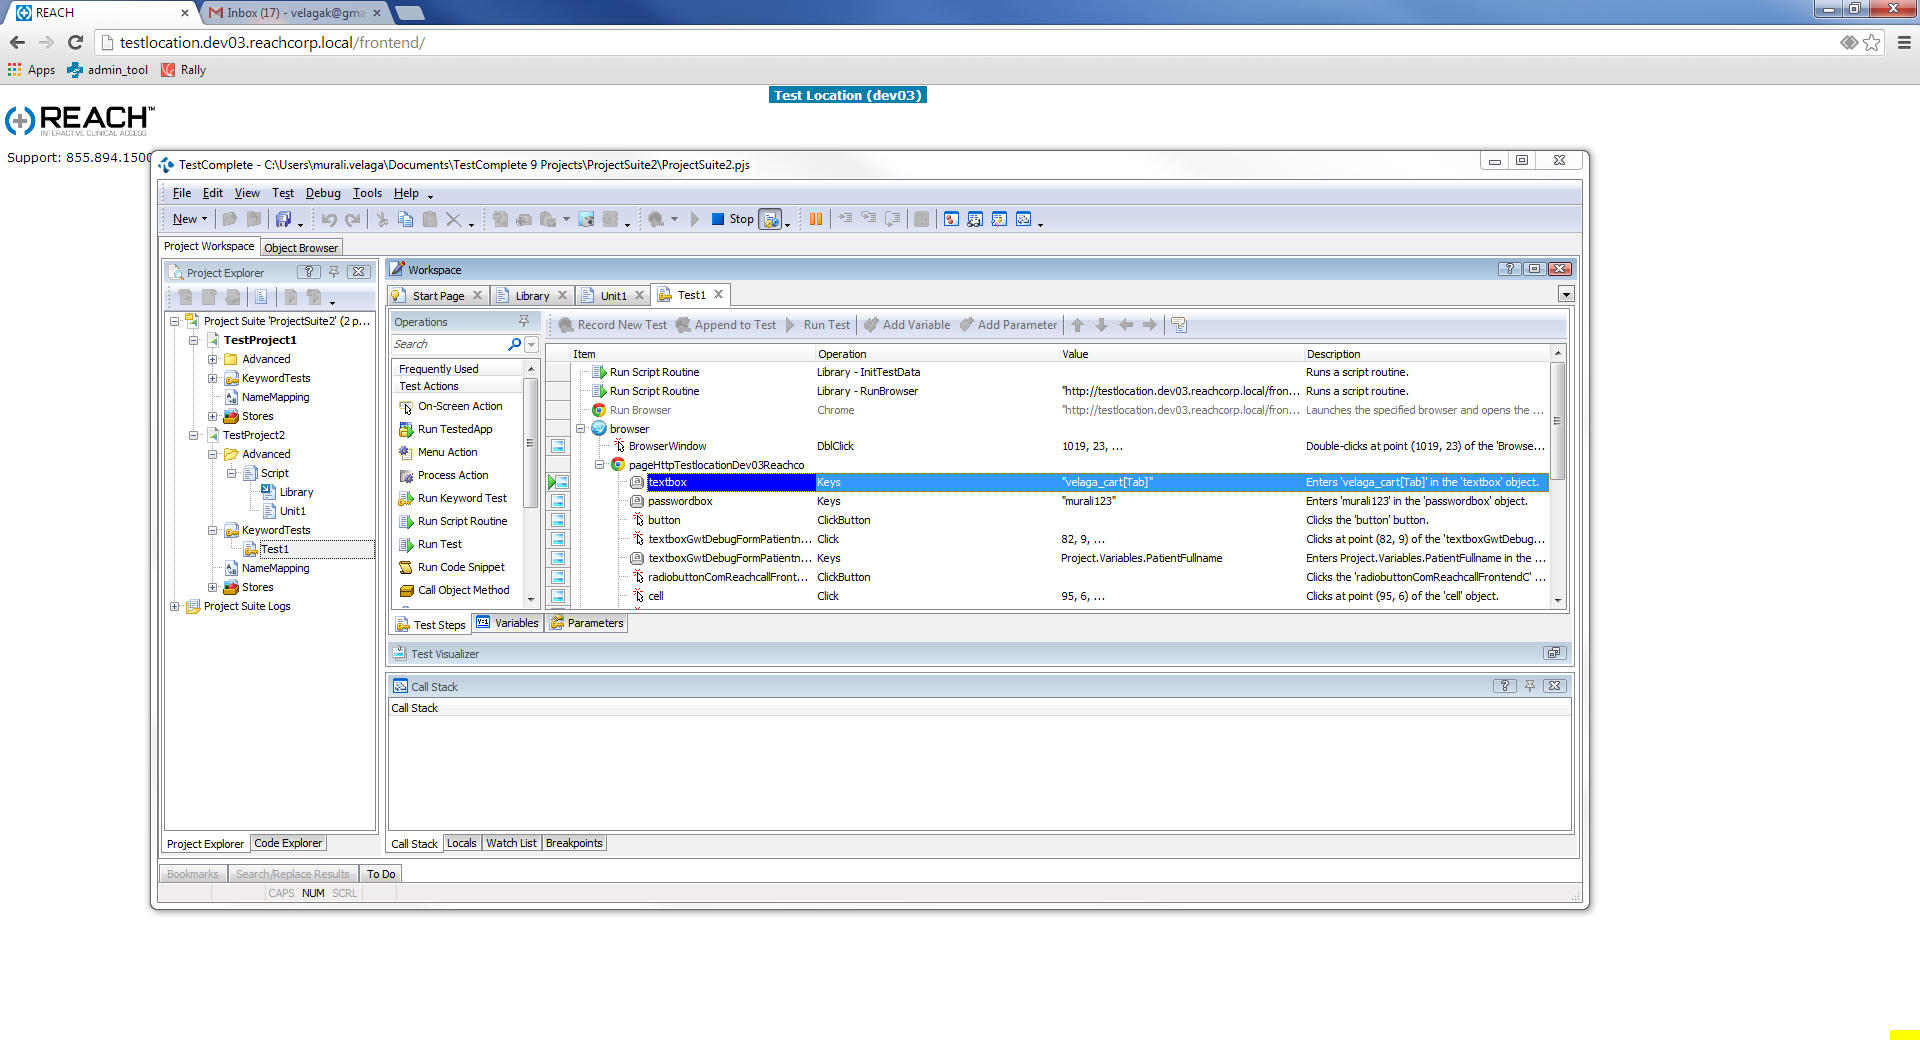 REACH
Inbox (17) - velagak@gma
testlocation.dev03.reachcorp.local/frontend/
Apps
admin_tool
Rally
Test Location (dev03)
REACH™
INTERACTIVE CLINICAL ACCESS
Support: 855.894.1500
TestComplete - C:\Users\murali.velaga\Documents\TestComplete 9 Projects\ProjectSuite2\ProjectSuite2.pjs
File Edit View Test Debug Tools Help
New
Stop
Project Workspace
Object Browser
Project Explorer
Project Suite 'ProjectSuite2' (2 p...
TestProject1
Advanced
KeywordTests
NameMapping
Stores
TestProject2
Advanced
Script
Library
Unit1
KeywordTests
Test1
NameMapping
Stores
Project Suite Logs
Project Explorer
Code Explorer
Workspace
Start Page
Library
Unit1
Test1
Operations
Search
Frequently Used
Test Actions
On-Screen Action
Run TestedApp
Menu Action
Process Action
Run Keyword Test
Run Script Routine
Run Test
Run Code Snippet
Call Object Method
Record New Test Append to Test Run Test Add Variable Add Parameter
Item Operation Value Description
Run Script Routine Library - InitTestData Runs a script routine.
Run Script Routine Library - RunBrowser "http://testlocation.dev03.reachcorp.local/fron... Runs a script routine.
Run Browser Chrome "http://testlocation.dev03.reachcorp.local/fron... Launches the specified browser and opens the ...
browser
BrowserWindow DblClick 1019, 23, ... Double-clicks at point (1019, 23) of the 'Browse...
pageHttpTestlocationDev03Reachco
textbox Keys "velaga_cart[Tab]" Enters 'velaga_cart[Tab]' in the 'textbox' object.
passwordbox Keys "murali123" Enters 'murali123' in the 'passwordbox' object.
button ClickButton Clicks the 'button' button.
textboxGwtDebugFormPatientn... Click 82, 9, ... Clicks at point (82, 9) of the 'textboxGwtDebug...
textboxGwtDebugFormPatientn... Keys Project.Variables.PatientFullname Enters Project.Variables.PatientFullname in the ...
radiobuttonComReachcallFront... ClickButton Clicks the 'radiobuttonComReachcallFrontendC' ...
cell Click 95, 6, ... Clicks at point (95, 6) of the 'cell' object.
Test Steps
Variables
Parameters
Test Visualizer
Call Stack
Call Stack
Call Stack
Locals
Watch List
Breakpoints
Bookmarks
Search/Replace Results
To Do
CAPS NUM SCRL